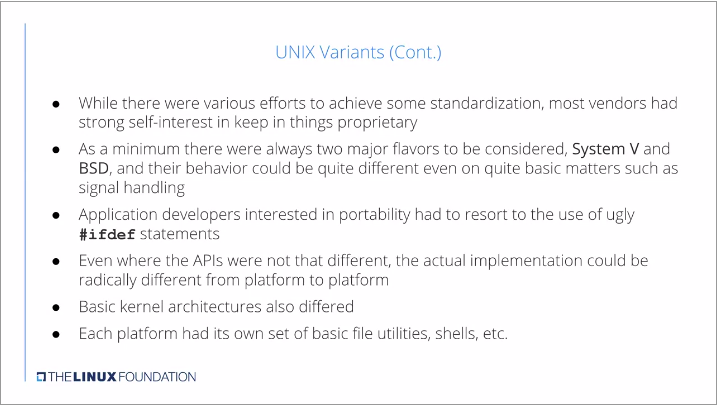 UNIX Variants (Cont.)
● While there were various efforts to achieve some standardization, most vendors had
strong self-interest in keep in things proprietary
● As a minimum there were always two major flavors to be considered, System V and
BSD, and their behavior could be quite different even on quite basic matters such as
signal handling
● Application developers interested in portability had to resort to the use of ugly
#ifdef statements
● Even where the APIs were not that different, the actual implementation could be
radically different from platform to platform
● Basic kernel architectures also differed
● Each platform had its own set of basic file utilities, shells, etc.
THE LINUX FOUNDATION